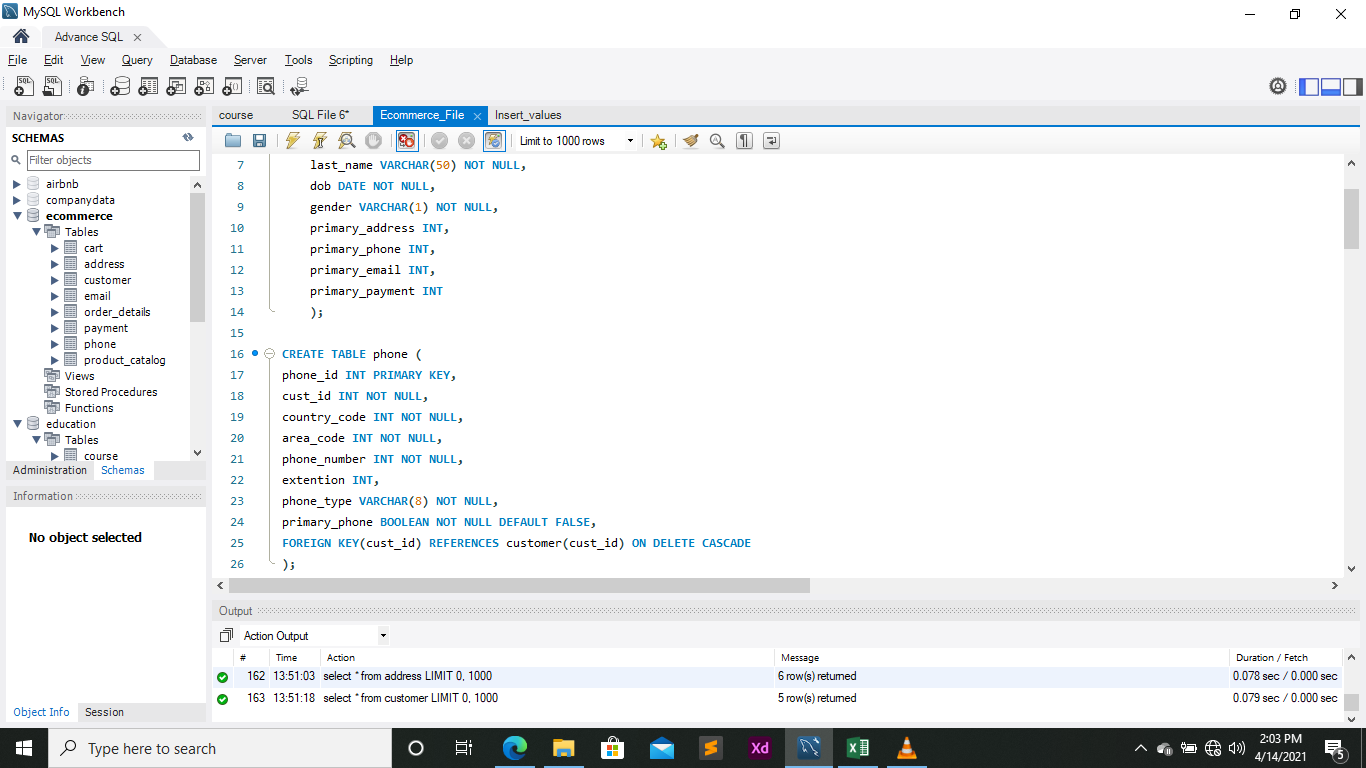 MySQL Workbench
Advance SQL
File Edit View Query Database Server Tools Scripting Help
Navigator
SCHEMAS
Filter objects
airbnb
companydata
ecommerce
Tables
cart
address
customer
email
order_details
payment
phone
product_catalog
Views
Stored Procedures
Functions
education
Tables
course
Administration Schemas
Information
No object selected
Object Info Session
course SQL File 6* Ecommerce_File Insert_values
Limit to 1000 rows
7 last_name VARCHAR(50) NOT NULL,
8 dob DATE NOT NULL,
9 gender VARCHAR(1) NOT NULL,
10 primary_address INT,
11 primary_phone INT,
12 primary_email INT,
13 primary_payment INT
14 );
15
16 CREATE TABLE phone (
17 phone_id INT PRIMARY KEY,
18 cust_id INT NOT NULL,
19 country_code INT NOT NULL,
20 area_code INT NOT NULL,
21 phone_number INT NOT NULL,
22 extention INT,
23 phone_type VARCHAR(8) NOT NULL,
24 primary_phone BOOLEAN NOT NULL DEFAULT FALSE,
25 FOREIGN KEY(cust_id) REFERENCES customer(cust_id) ON DELETE CASCADE
26 );
Output
Action Output
# Time Action Message Duration / Fetch
162 13:51:03 select * from address LIMIT 0, 1000 6 row(s) returned 0.078 sec / 0.000 sec
163 13:51:18 select * from customer LIMIT 0, 1000 5 row(s) returned 0.079 sec / 0.000 sec
Type here to search
Xd
2:03 PM
4/14/2021
5